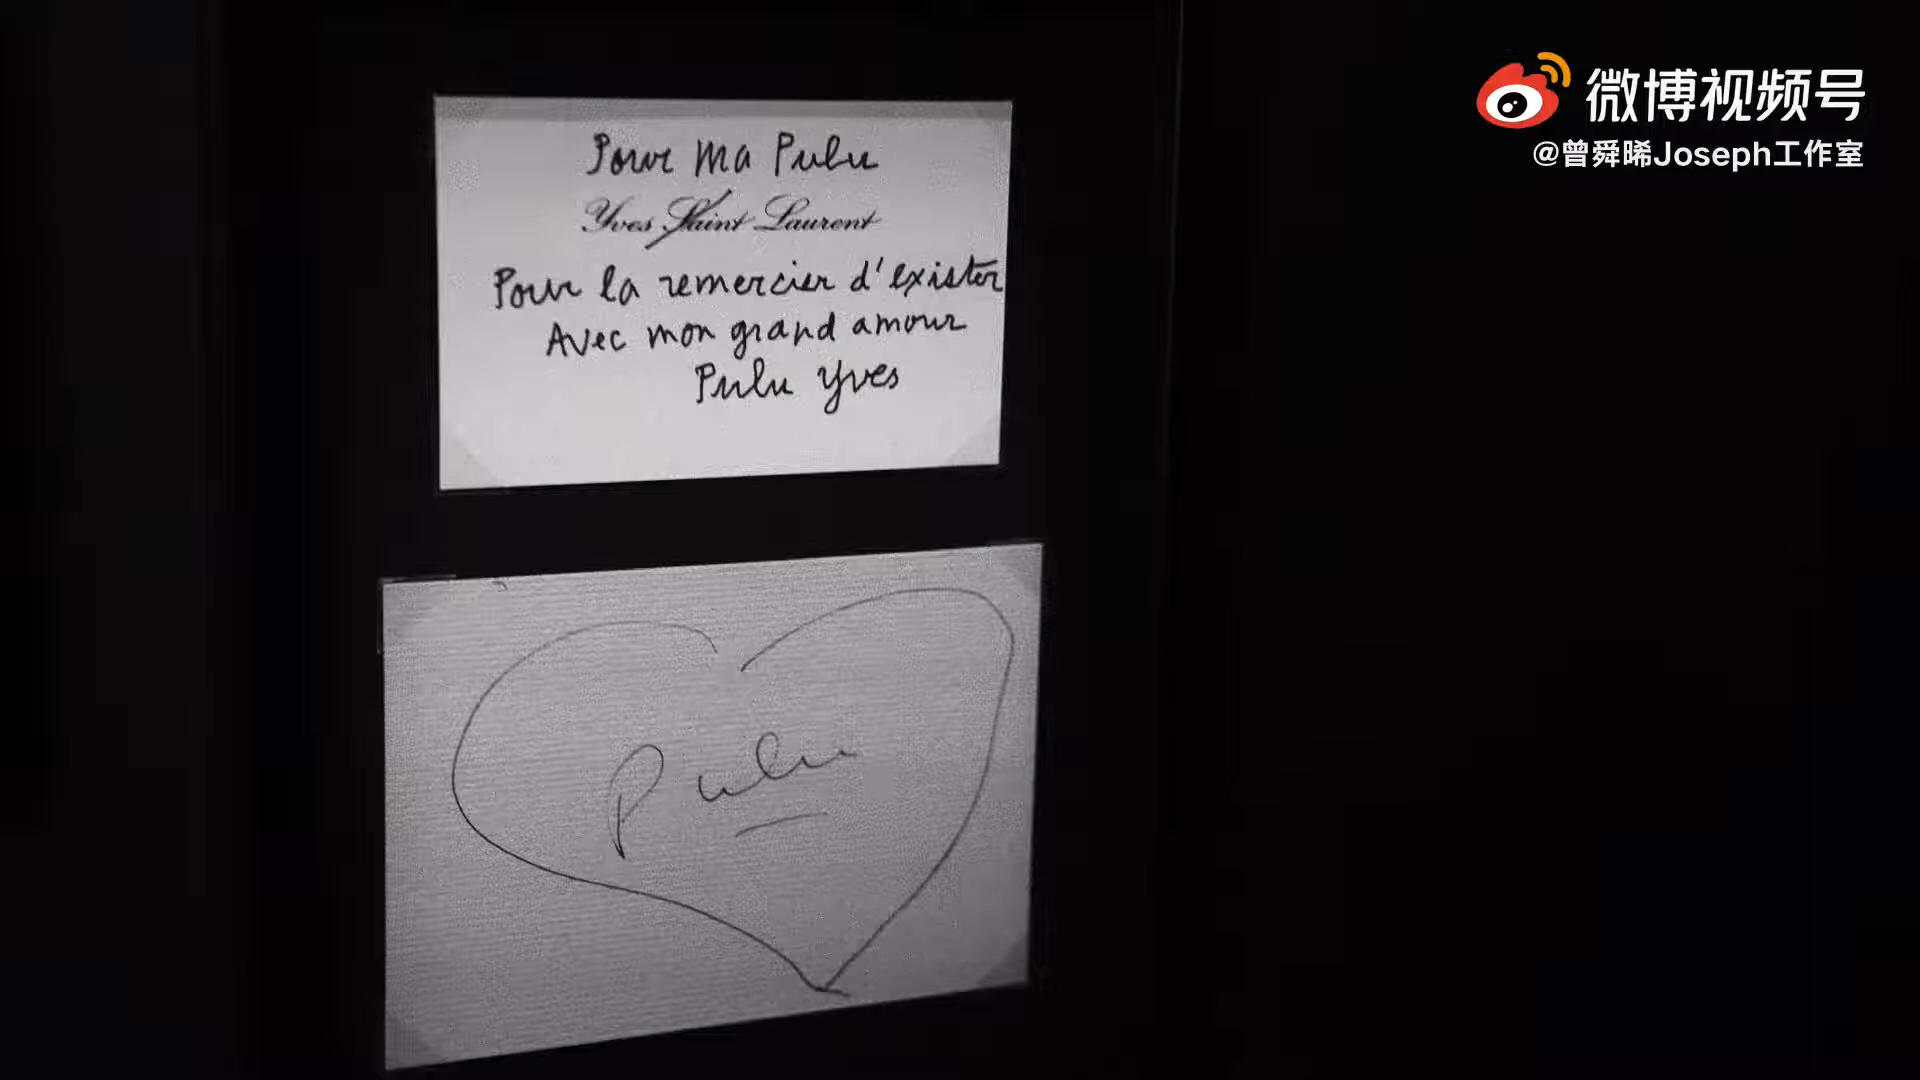 微博视频号
@曾舜晞Joseph工作室
Pour Ma Pulu
Yves Saint Laurent
Pour la remercier d'exister
Avec mon grand amour
Pulu Yves
Pulu